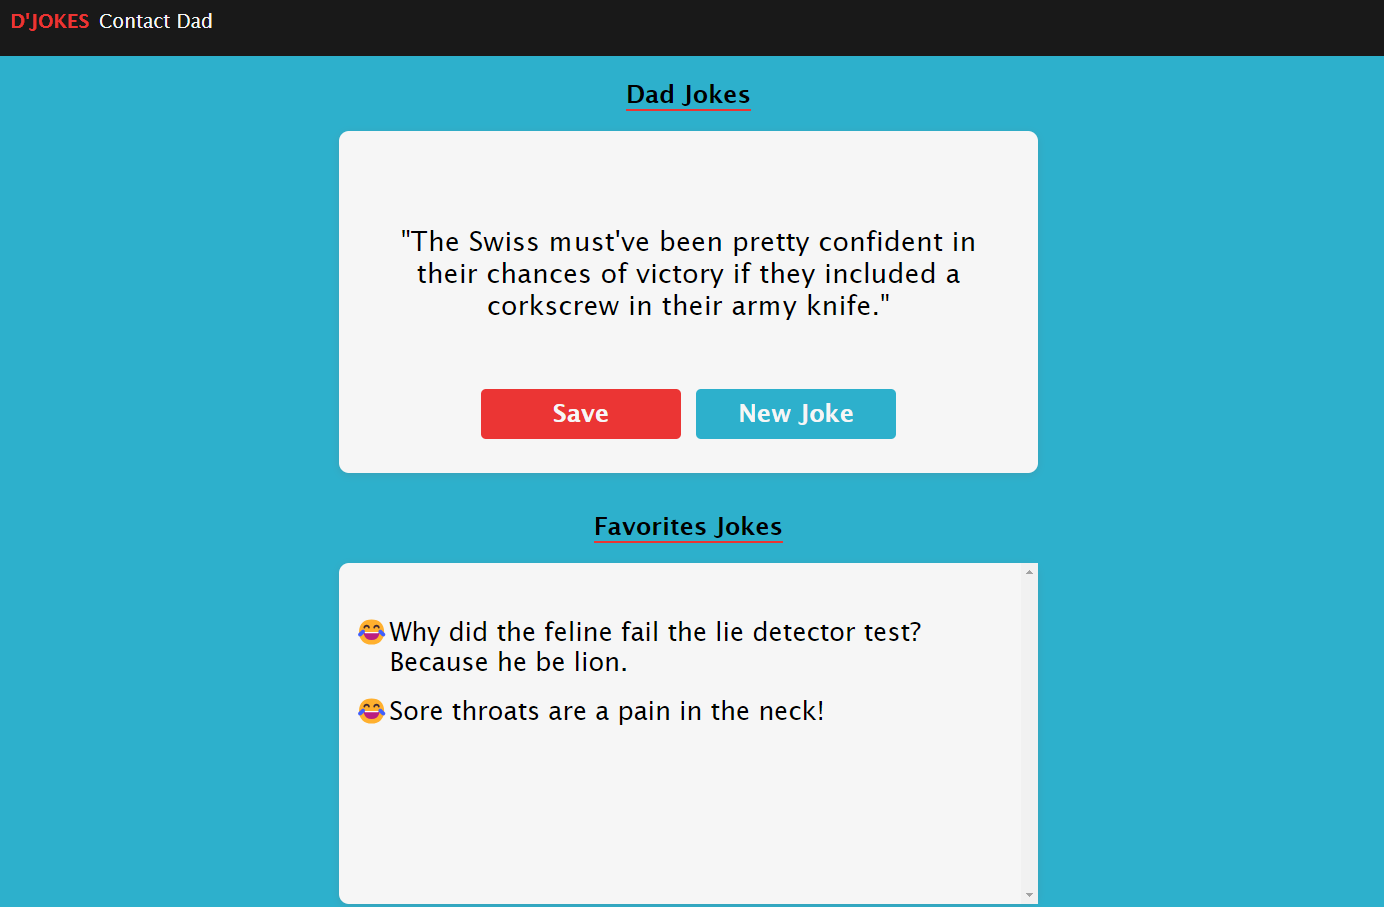 D'JOKES Contact Dad
Dad Jokes
"The Swiss must've been pretty confident in
their chances of victory if they included a
corkscrew in their army knife."
Save New Joke
Favorites Jokes
😂Why did the feline fail the lie detector test?
Because he be lion.
😂Sore throats are a pain in the neck!